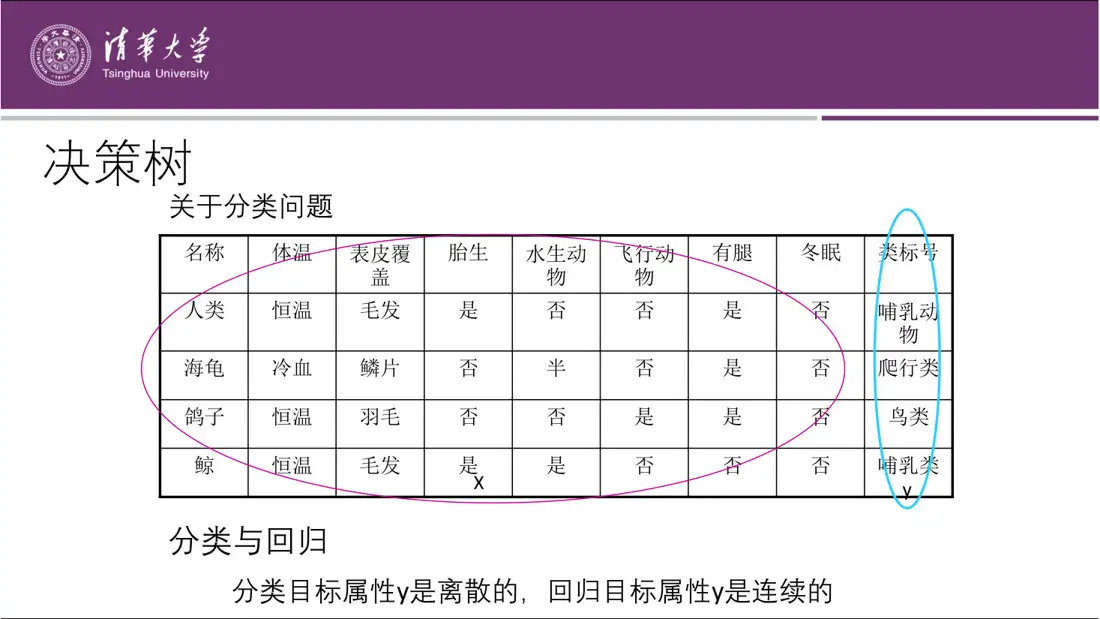 清华大学
Tsinghua University
决策树
关于分类问题
名称 体温 表皮覆盖 胎生 水生动物 飞行动物 有腿 冬眠 类标号
人类 恒温 毛发 是 否 否 是 否 哺乳动物
海龟 冷血 鳞片 否 半 否 是 否 爬行类
鸽子 恒温 羽毛 否 否 是 是 否 鸟类
鲸 恒温 毛发 是 是 否 否 否 哺乳类
x y
分类与回归
分类目标属性y是离散的，回归目标属性y是连续的